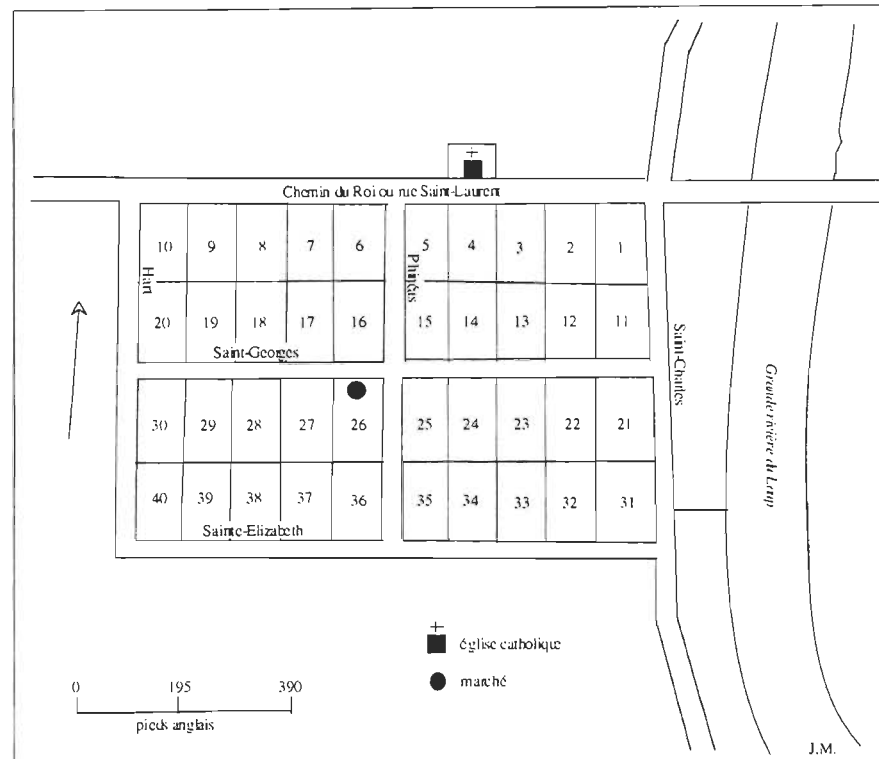 Chemin du Roi ou rue Saint-Laurent
10 9 8 7 6 5 4 3 2 1
Hart
Phinéis
20 19 18 17 16 15 14 13 12 11
Saint-Georges
Saint-Charles
Grande rivière du Loup
30 29 28 27 26 25 24 23 22 21
40 39 38 37 36 35 34 33 32 31
Sainte-Elizabeth
église catholique
marché
0 195 390
pieds anglais
J.M.